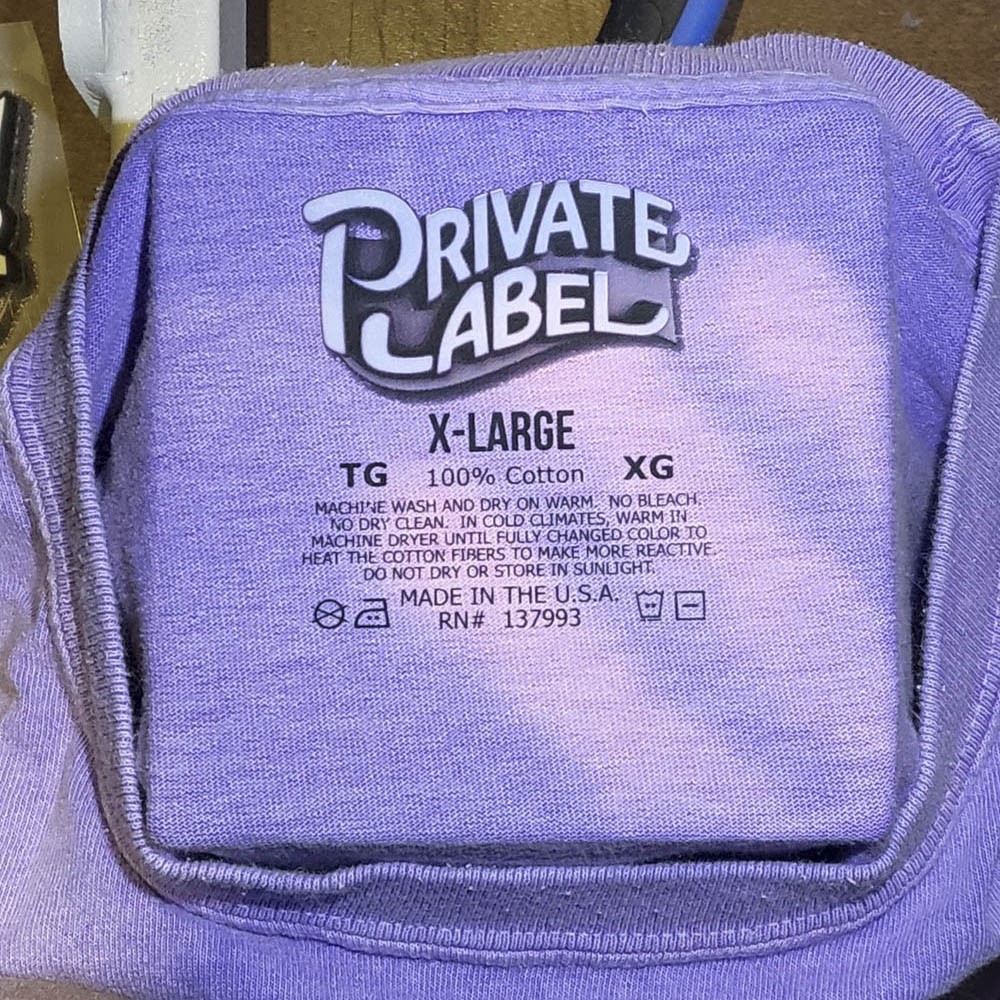 PRIVATE
LABEL
X-LARGE
TG 100% Cotton XG
MACHINE WASH AND DRY ON WARM. NO BLEACH.
NO DRY CLEAN. IN COLD CLIMATES, WARM IN
MACHINE DRYER UNTIL FULLY CHANGED COLOR TO
HEAT THE COTTON FIBERS TO MAKE MORE REACTIVE.
DO NOT DRY OR STORE IN SUNLIGHT.
MADE IN THE U.S.A.
RN# 137993